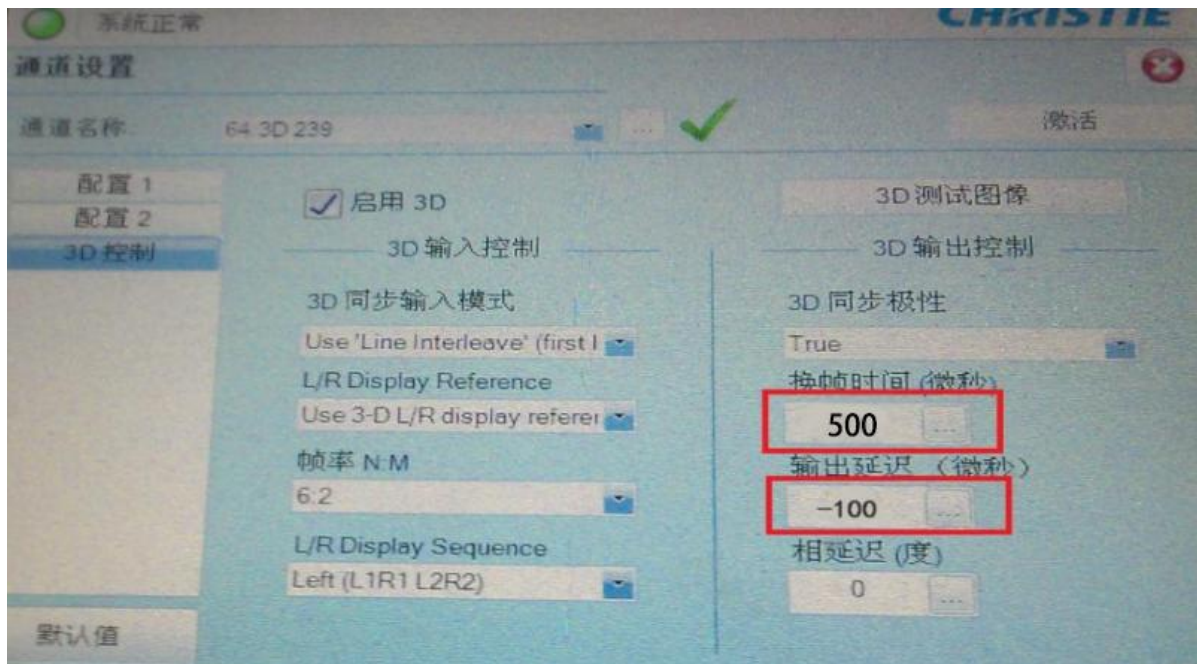 系统正常
CHRISTIE
通道设置
通道名称: 64 3D 239 ... 激活
配置 1
配置 2
3D 控制
默认值
启用 3D
3D 输入控制
3D 同步输入模式
Use 'Line Interleave' (first l
L/R Display Reference
Use 3-D L/R display referer
帧率 N:M
6:2
L/R Display Sequence
Left (L1R1 L2R2)
3D 测试图像
3D 输出控制
3D 同步极性
True
换帧时间 (微秒)
500 ...
输出延迟 (微秒)
-100 ...
相延迟 (度)
0 ...